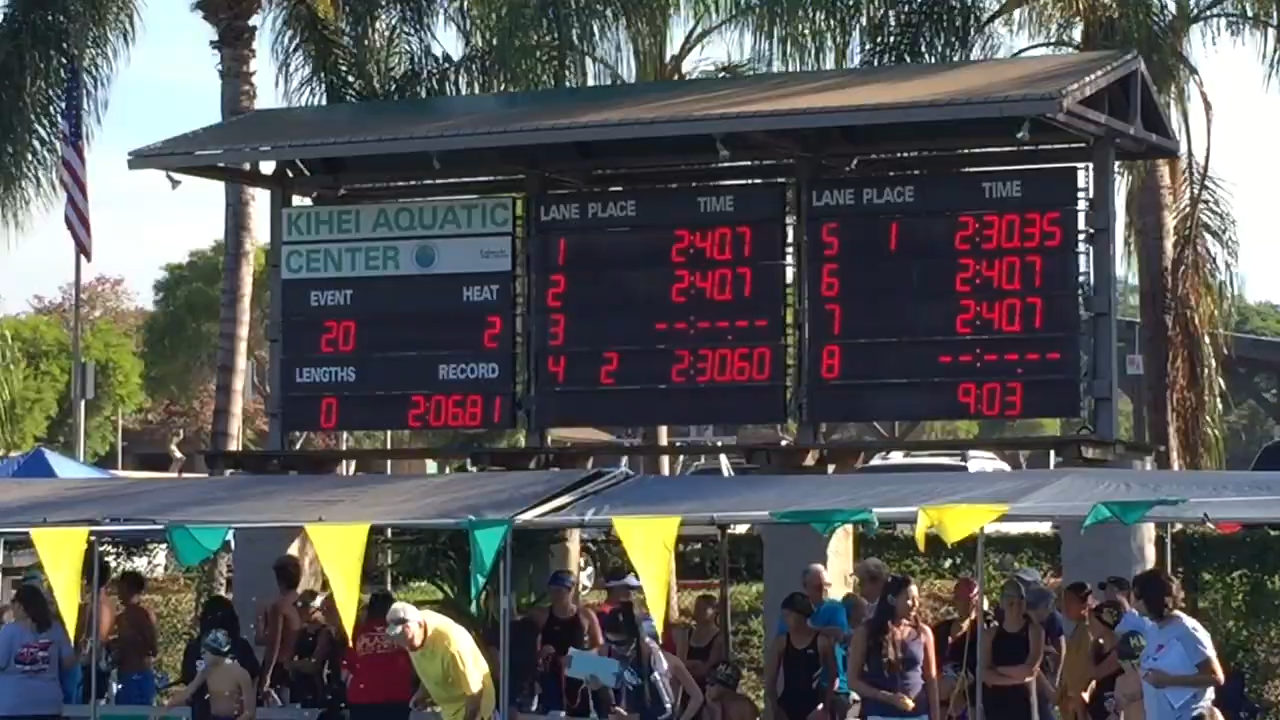 KIHEI AQUATIC
CENTER
EVENT HEAT
20 2
LENGTHS RECORD
0 2:06.81
LANE PLACE TIME
1 2:40.7
2 2:40.7
3 --:----
4 2 2:30.60
LANE PLACE TIME
5 1 2:30.35
6 2:40.7
7 2:40.7
8 --:----
9:03